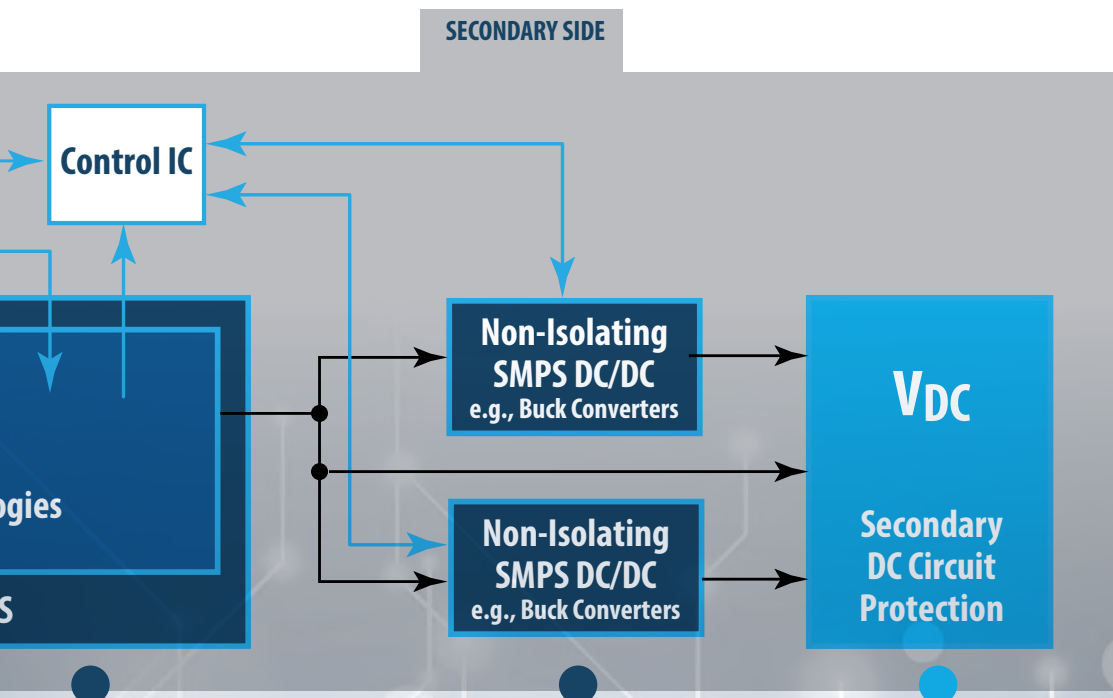 SECONDARY SIDE
Control IC
Non-Isolating
SMPS DC/DC
e.g., Buck Converters
VDC
Secondary
DC Circuit
Protection
ogies
S
Non-Isolating
SMPS DC/DC
e.g., Buck Converters